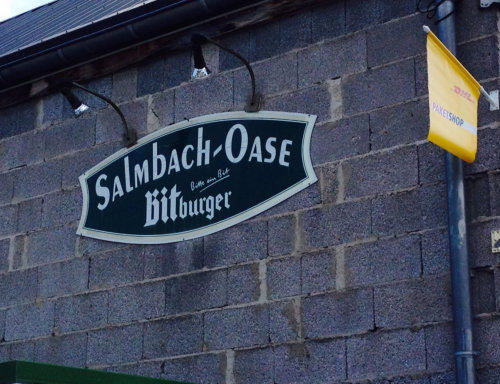 SALMBACH-OASE
Bitte ein Bit
Bitburger
DHL
PAKETSHOP